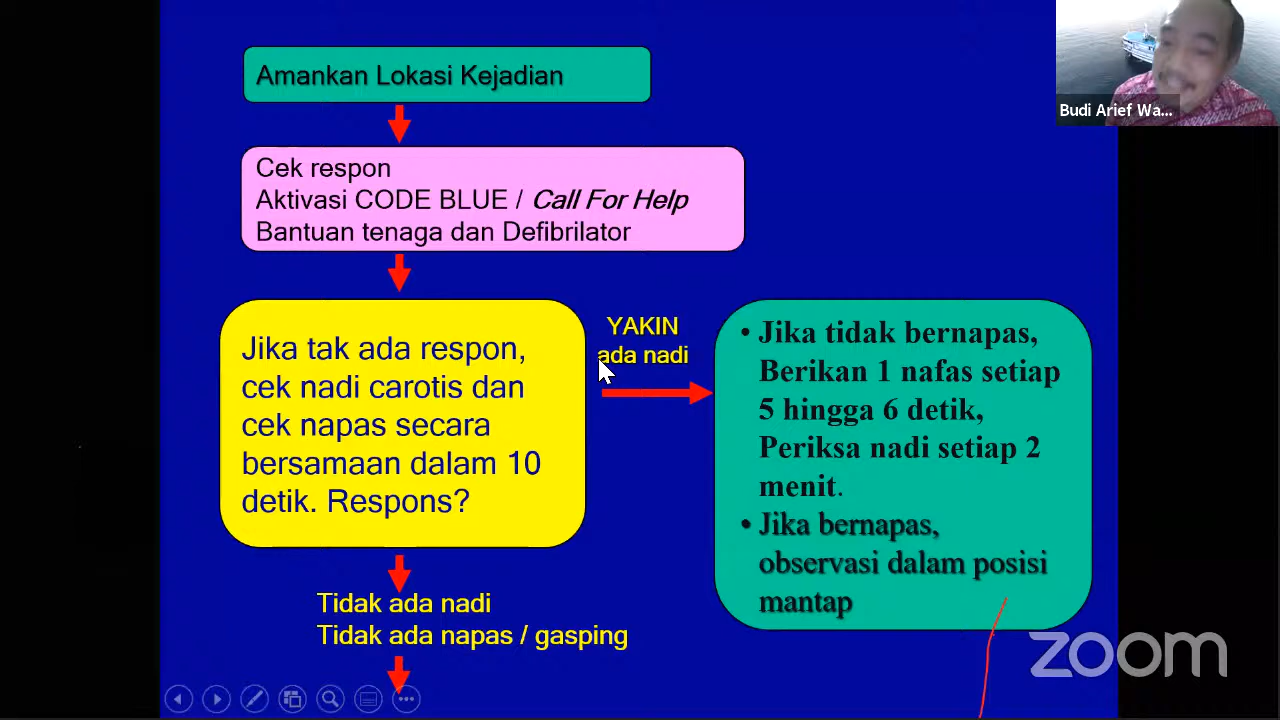 Amankan Lokasi Kejadian
Budi Arief Wa...
Cek respon
Aktivasi CODE BLUE / Call For Help
Bantuan tenaga dan Defibrilator
Jika tak ada respon,
cek nadi carotis dan
cek napas secara
bersamaan dalam 10
detik. Respons?
YAKIN
ada nadi
• Jika tidak bernapas,
Berikan 1 nafas setiap
5 hingga 6 detik,
Periksa nadi setiap 2
menit.
• Jika bernapas,
observasi dalam posisi
mantap
Tidak ada nadi
Tidak ada napas / gasping
zoom